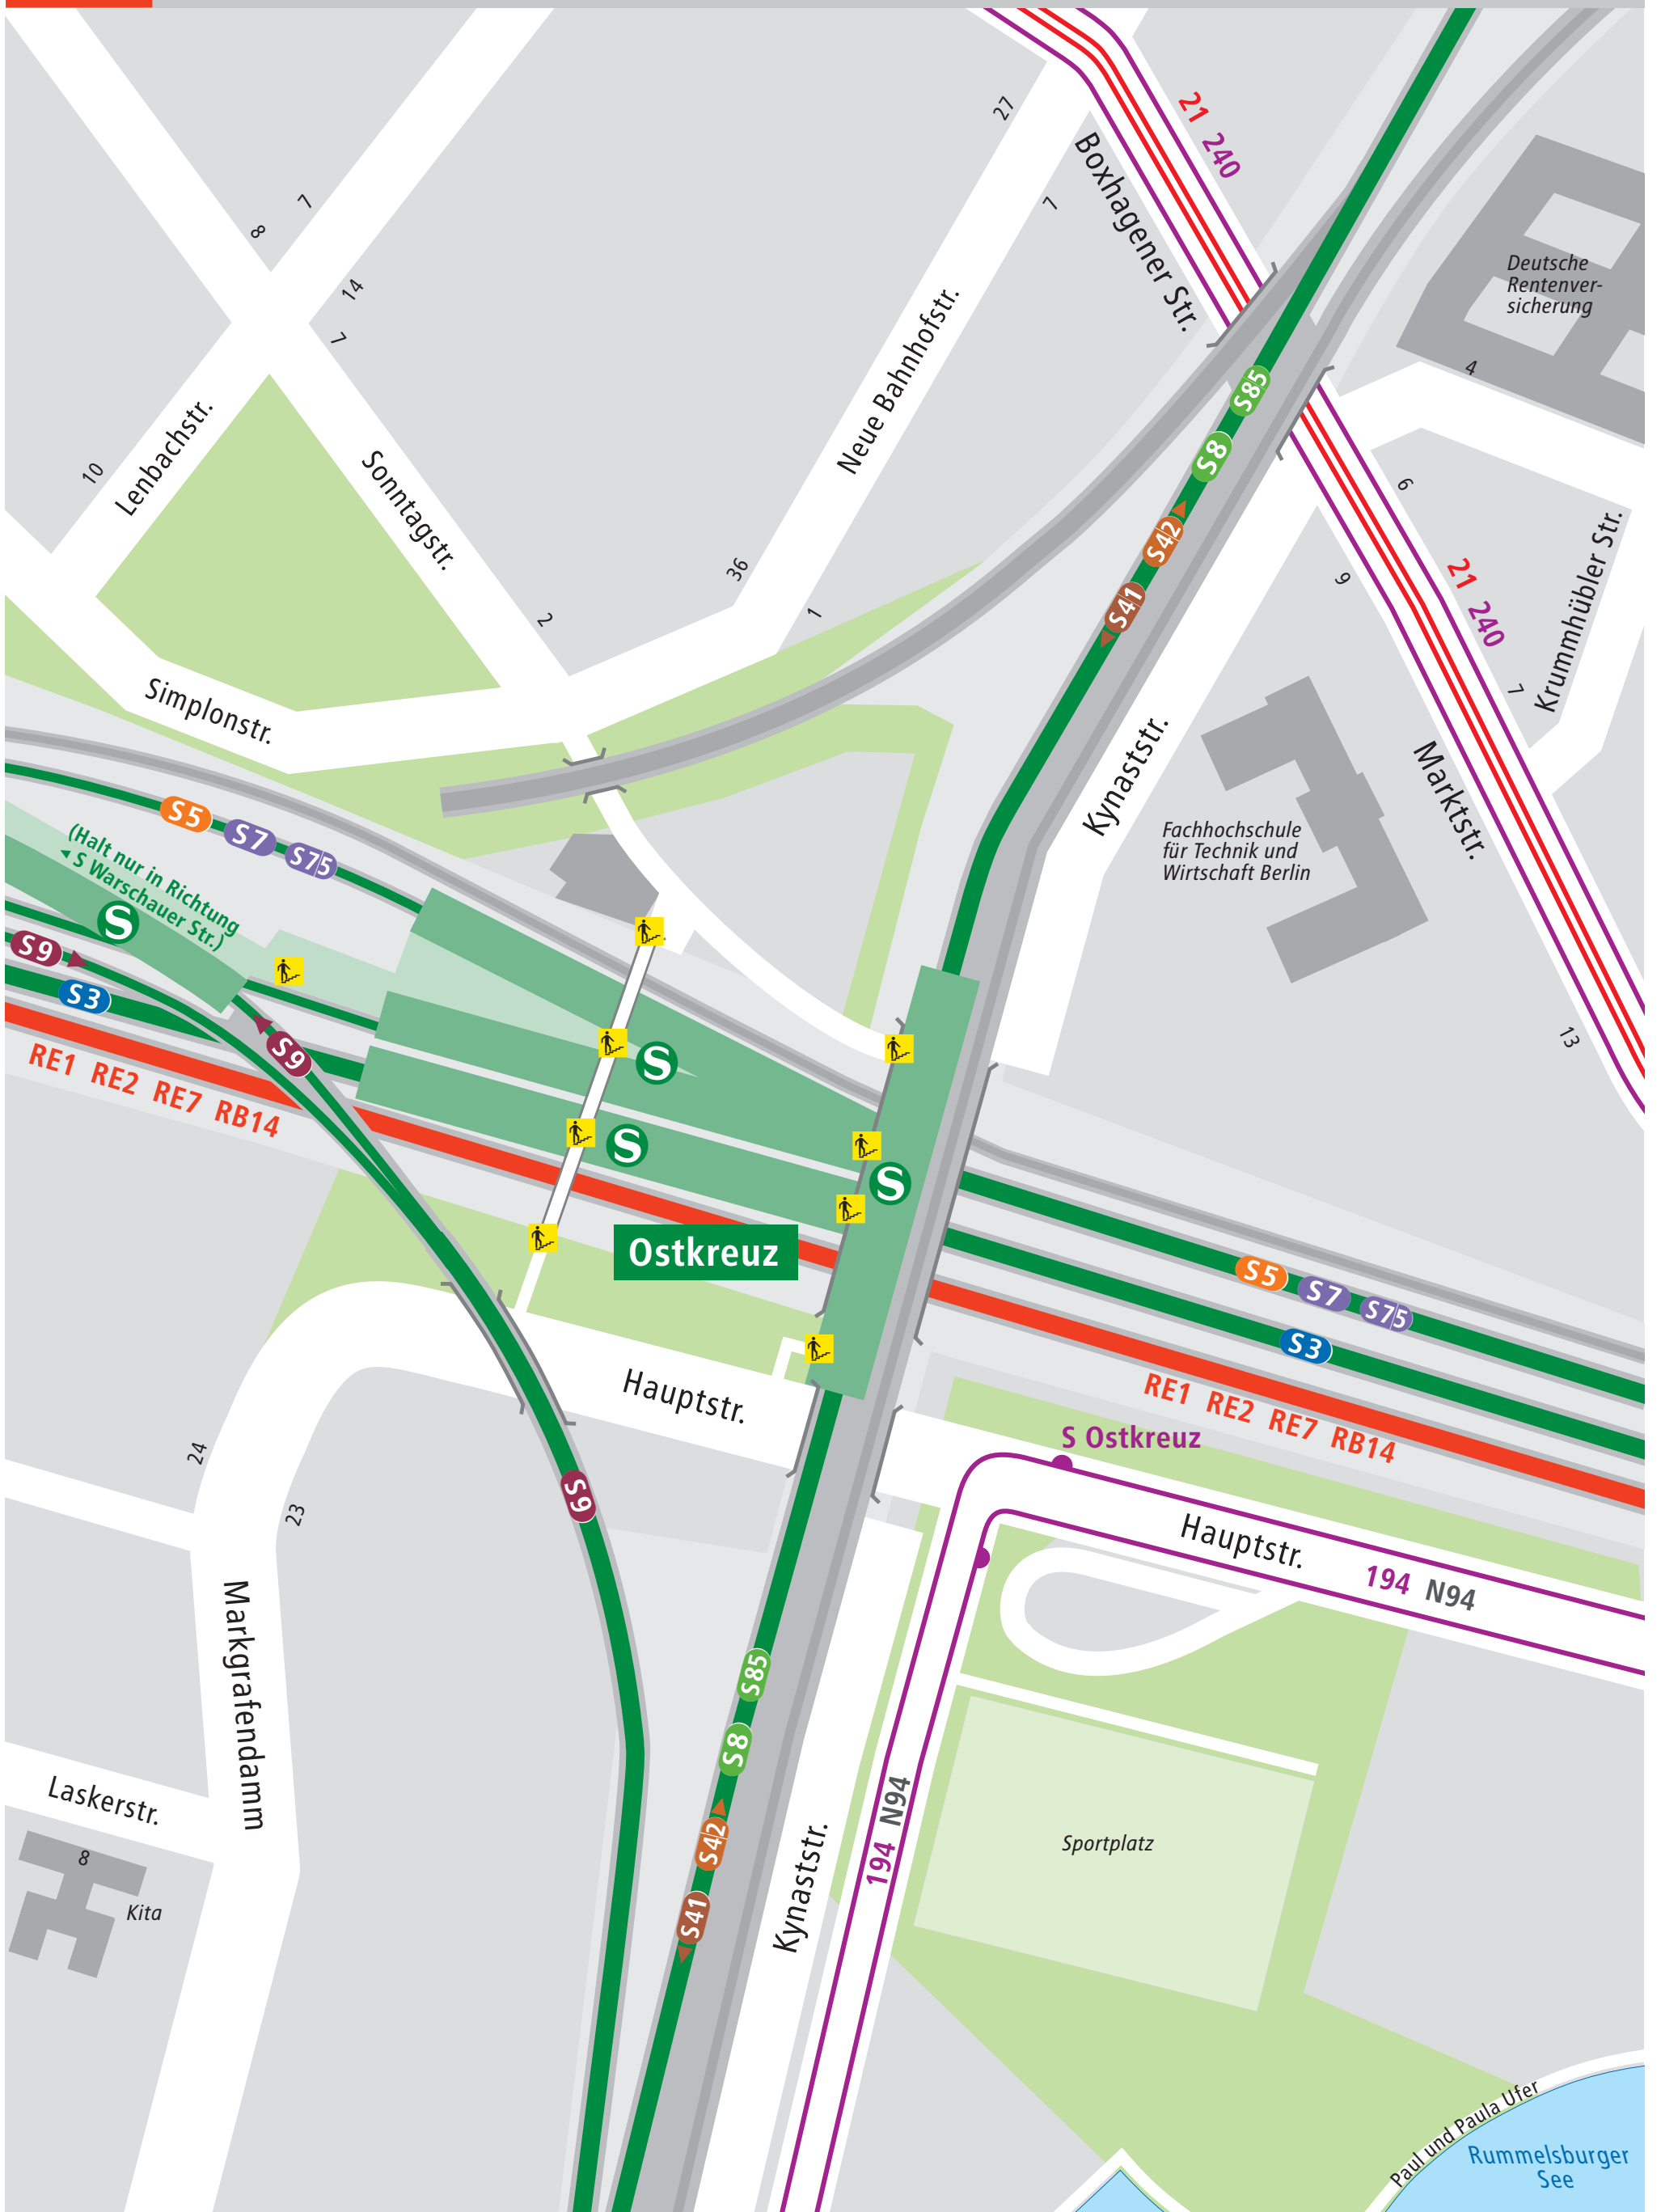 21 240
27
Boxhagener Str.
7
8
7
14
7
Deutsche
Rentenver-
sicherung
4
Neue Bahnhofstr.
S85
S8
S42
S41
Lenbachstr.
10
Sonntagstr.
36
1
2
6
9
21 240
Krummhübler Str.
7
Simplonstr.
Kynaststr.
Marktstr.
Fachhochschule
für Technik und
Wirtschaft Berlin
S5
S7
S75
(Halt nur in Richtung
S Warschauer Str.)
S
S9
S3
S9
RE1 RE2 RE7 RB14
S
S
S
13
Ostkreuz
S5
S7
S75
S3
RE1 RE2 RE7 RB14
Hauptstr.
S Ostkreuz
24
23
S9
Hauptstr.
194 N94
Markgrafendamm
S85
S8
S42
S41
Laskerstr.
8
Kita
Kynaststr.
194 N94
Sportplatz
Paul und Paula Ufer
Rummelsburger
See